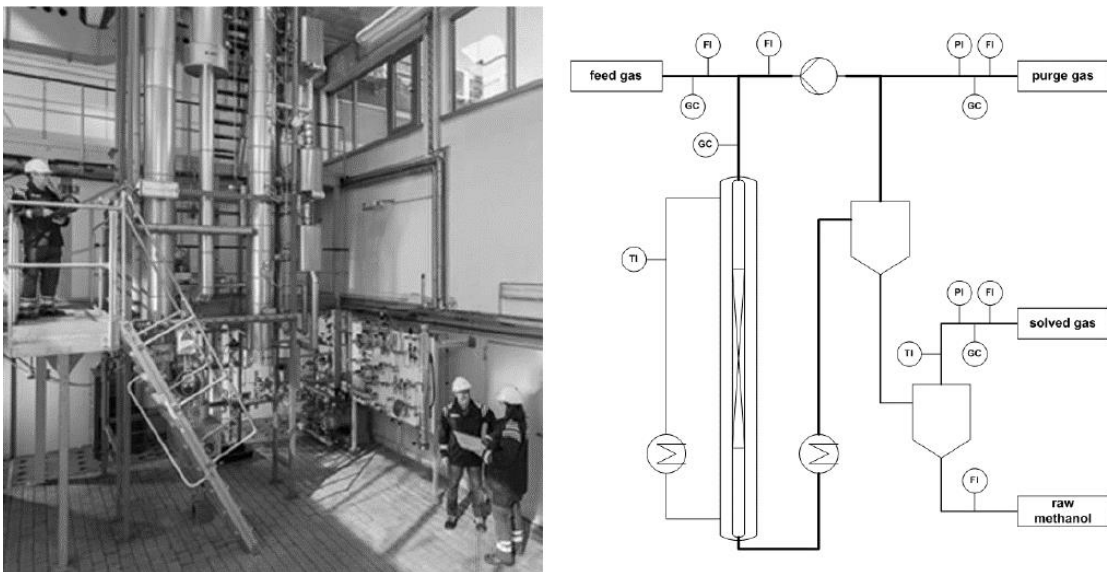 FI
FI
PI
FI
feed gas
purge gas
GC
GC
GC
TI
PI
FI
solved gas
TI
GC
FI
raw
methanol